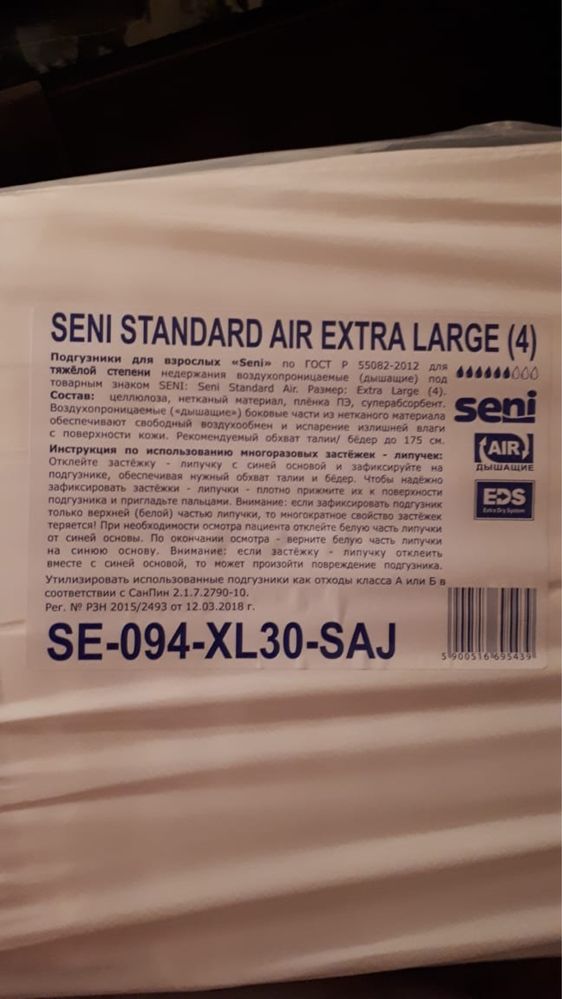 SENI STANDARD AIR EXTRA LARGE (4)
Подгузники для взрослых «Seni» по ГОСТ Р 55082-2012 для
тяжёлой степени недержания воздухопроницаемые (дышащие) под
товарным знаком SENI: Seni Standard Air. Размер: Extra Large (4).
Состав: целлюлоза, нетканый материал, плёнка ПЭ, суперабсорбент.
Воздухопроницаемые («дышащие») боковые части из нетканого материала
обеспечивают свободный воздухообмен и испарение излишней влаги
с поверхности кожи. Рекомендуемый обхват талии/ бёдер до 175 см.
seni
AIR
ДЫШАЩИЕ
EDS
Extra Dry System
Инструкция по использованию многоразовых застёжек - липучек:
Отклейте застёжку - липучку с синей основой и зафиксируйте на
подгузнике, обеспечивая нужный обхват талии и бёдер. Чтобы надёжно
зафиксировать застёжки - липучки - плотно прижмите их к поверхности
подгузника и пригладьте пальцами. Внимание: если зафиксировать подгузник
только верхней (белой) частью липучки, то многократное свойство застёжек
теряется! При необходимости осмотра пациента отклейте белую часть липучки
от синей основы. По окончании осмотра - верните белую часть липучки
на синюю основу. Внимание: если застёжку - липучку отклеить
вместе с синей основой, то может произойти повреждение подгузника.
Утилизировать использованные подгузники как отходы класса А или Б в
соответствии с СанПин 2.1.7.2790-10.
Рег. № РЗН 2015/2493 от 12.03.2018 г.
SE-094-XL30-SAJ
5 900516 695439